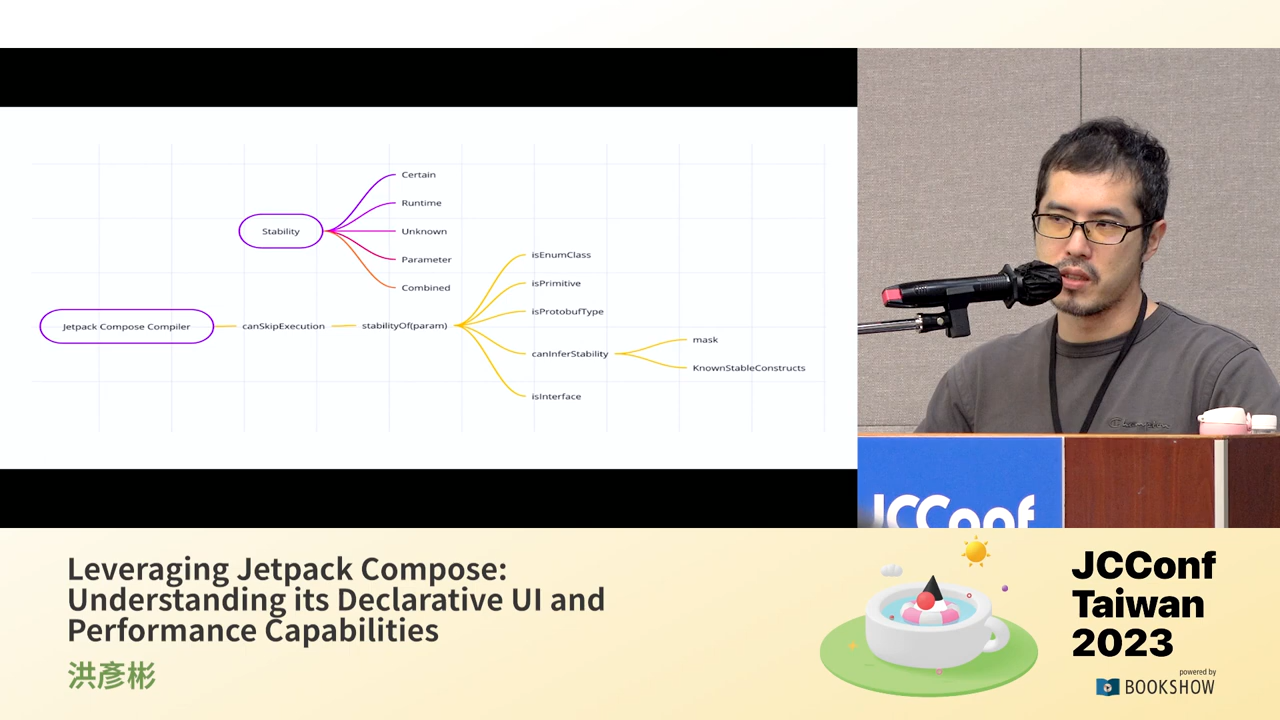 Certain
Runtime
Stability
Unknown
Parameter
Combined
isEnumClass
isPrimitive
isProtobufType
Jetpack Compose Compiler
canSkipExecution
stabilityOf(param)
canInferStability
mask
KnownStableConstructs
isInterface
JCConf
Leveraging Jetpack Compose:
Understanding its Declarative UI and
Performance Capabilities
洪彥彬
JCConf
Taiwan
2023
powered by
BOOKSHOW